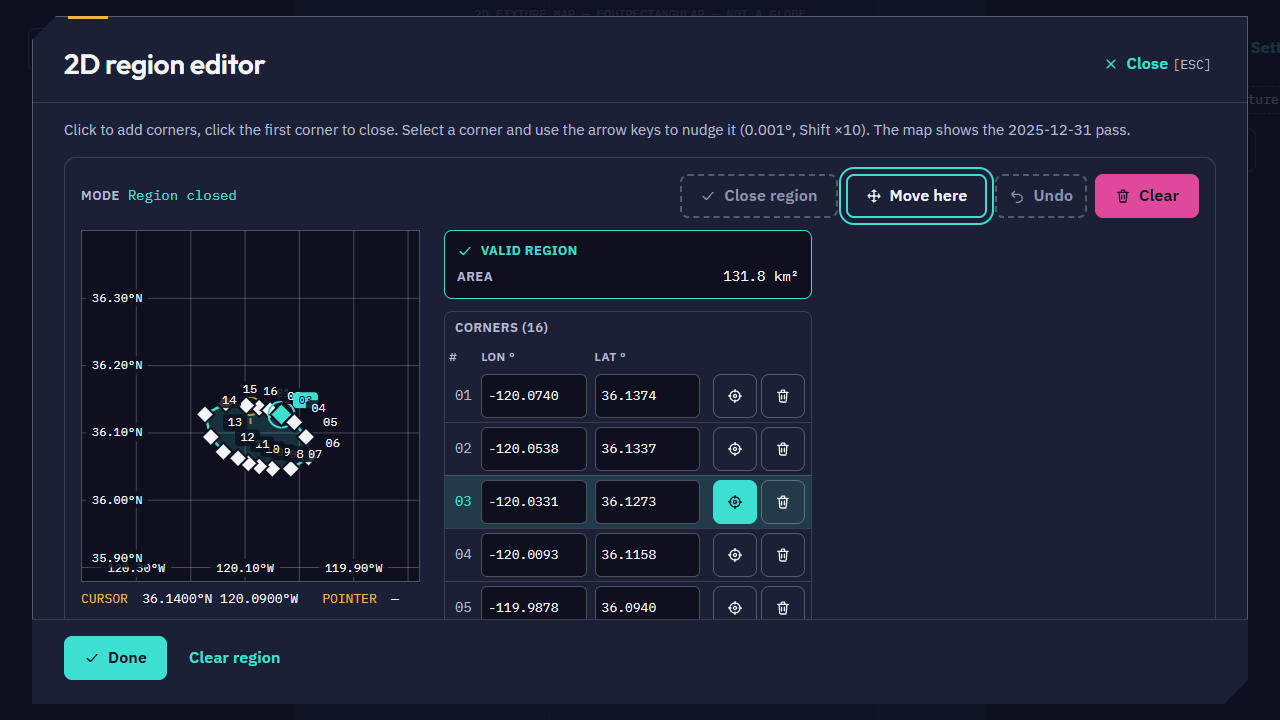 2D region editor
Close [ESC]
Click to add corners, click the first corner to close. Select a corner and use the arrow keys to nudge it (0.001°, Shift ×10). The map shows the 2025-12-31 pass.
MODE Region closed
Close region
Move here
Undo
Clear
36.30°N
36.20°N
36.10°N
36.00°N
35.90°N
120.30°W 120.10°W 119.90°W
15 16
14 03 04
13 05
12 11 06
9 8 07
CURSOR 36.1400°N 120.0900°W POINTER —
VALID REGION
AREA 131.8 km²
CORNERS (16)
# LON ° LAT °
01 -120.0740 36.1374
02 -120.0538 36.1337
03 -120.0331 36.1273
04 -120.0093 36.1158
05 -119.9878 36.0940
Done
Clear region